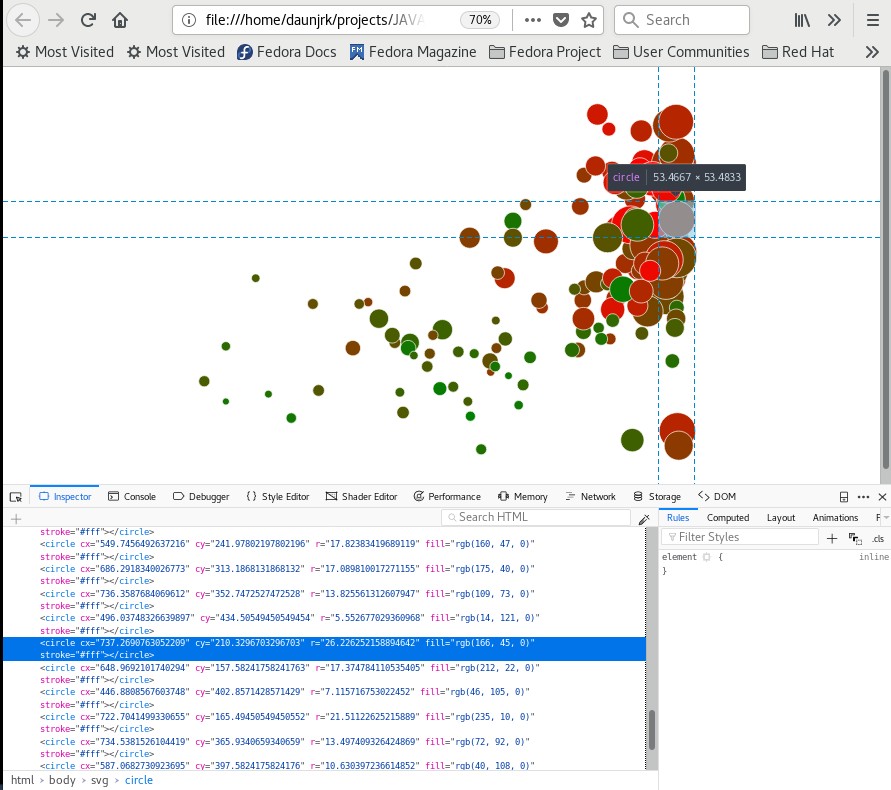 file:///home/daunjrk/projects/JAVA
70%
Search
Most Visited
Most Visited
Fedora Docs
Fedora Magazine
Fedora Project
User Communities
Red Hat
circle 53.4667 × 53.4833
Inspector
Console
Debugger
Style Editor
Shader Editor
Performance
Memory
Network
Storage
DOM
Search HTML
Rules
Computed
Layout
Animations
F
Filter Styles
.cls
element {
inline
}
stroke="#fff"></circle>
<circle cx="549.7456492637216" cy="241.97802197802196" r="17.82383419689119" fill="rgb(160, 47, 0)"
stroke="#fff"></circle>
<circle cx="686.2918340026773" cy="313.1868131868132" r="17.089810017271155" fill="rgb(175, 40, 0)"
stroke="#fff"></circle>
<circle cx="736.3587684069612" cy="352.7472527472528" r="13.825561312607947" fill="rgb(109, 73, 0)"
stroke="#fff"></circle>
<circle cx="496.03748326639897" cy="434.50549450549454" r="5.552677029360968" fill="rgb(14, 121, 0)"
stroke="#fff"></circle>
<circle cx="737.2690763052209" cy="210.3296703296703" r="26.226252158894642" fill="rgb(166, 45, 0)"
stroke="#fff"></circle>
<circle cx="648.9692101740294" cy="157.58241758241763" r="17.374784110535405" fill="rgb(212, 22, 0)"
stroke="#fff"></circle>
<circle cx="446.8808567603748" cy="402.8571428571429" r="7.115716753022452" fill="rgb(46, 105, 0)"
stroke="#fff"></circle>
<circle cx="722.7041499330655" cy="165.49450549450552" r="21.51122625215889" fill="rgb(235, 10, 0)"
stroke="#fff"></circle>
<circle cx="734.5381526104419" cy="365.9340659340659" r="13.497409326424869" fill="rgb(72, 92, 0)"
stroke="#fff"></circle>
<circle cx="587.0682730923695" cy="397.5824175824176" r="10.630397236614852" fill="rgb(40, 108, 0)"
html › body › svg › circle